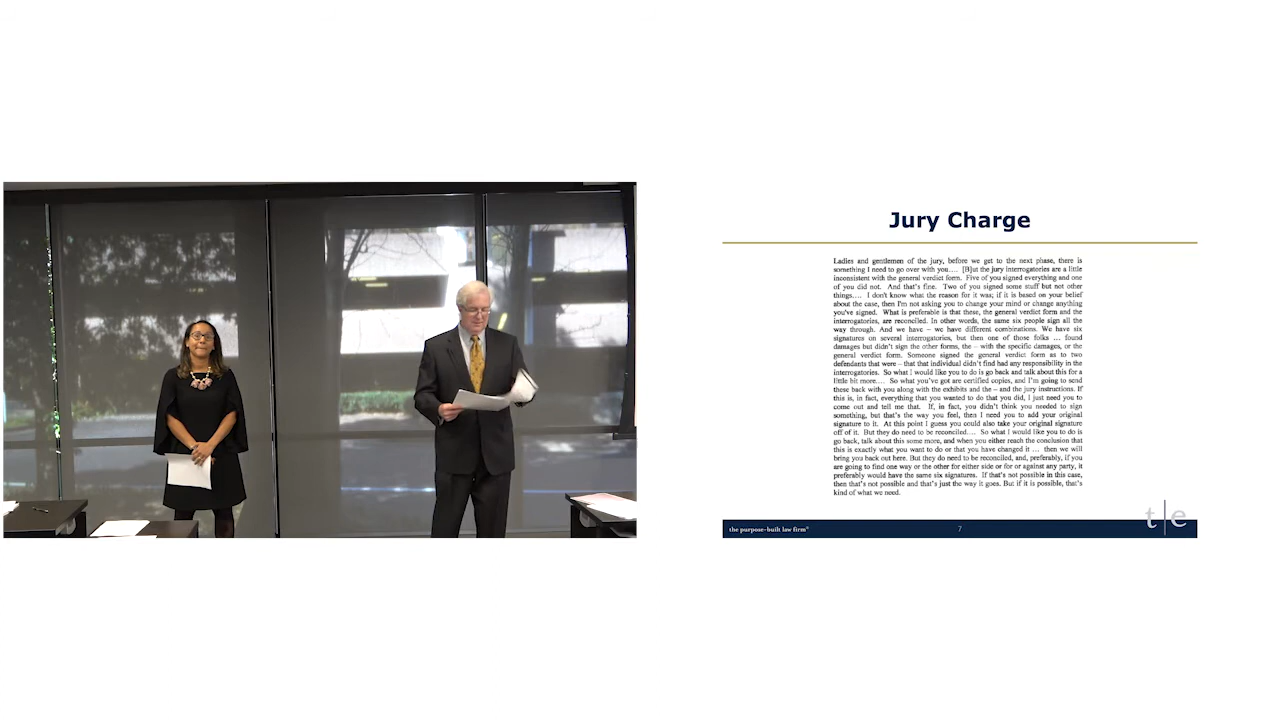 Jury Charge
Ladies and gentlemen of the jury, before we get to the next phase, there is
something I need to go over with you.... [B]ut the jury interrogatories are a little
inconsistent with the general verdict form. Five of you signed everything and one
of you did not. And that's fine. Two of you signed some stuff but not other
things.... I don't know what the reason for it was; if it is based on your belief
about the case, then I'm not asking you to change your mind or change anything
you've signed. What is preferable is that these, the general verdict form and the
interrogatories, are reconciled. In other words, the same six people sign all the
way through. And we have – we have different combinations. We have six
signatures on several interrogatories, but then one of those folks ... found
damages but didn't sign the other forms, the – with the specific damages, or the
general verdict form. Someone signed the general verdict form as to two
defendants that were – that that individual didn't find had any responsibility in the
interrogatories. So what I would like you to do is go back and talk about this for a
little bit more.... So what you've got are certified copies, and I'm going to send
these back with you along with the exhibits and the – and the jury instructions. If
this is, in fact, everything that you wanted to do that you did, I just need you to
come out and tell me that. If, in fact, you didn't think you needed to sign
something, but that's the way you feel, then I need you to add your original
signature to it. At this point I guess you could also take your original signature
off of it. But they do need to be reconciled.... So what I would like you to do is
go back, talk about this some more, and when you either reach the conclusion that
this is exactly what you want to do or that you have changed it ... then we will
bring you back out here. But they do need to be reconciled, and, preferably, if you
are going to find one way or the other for either side or for or against any party, it
preferably would have the same six signatures. If that's not possible in this case,
then that's not possible and that's just the way it goes. But if it is possible, that's
kind of what we need.
the purpose-built law firm®
7
t|e